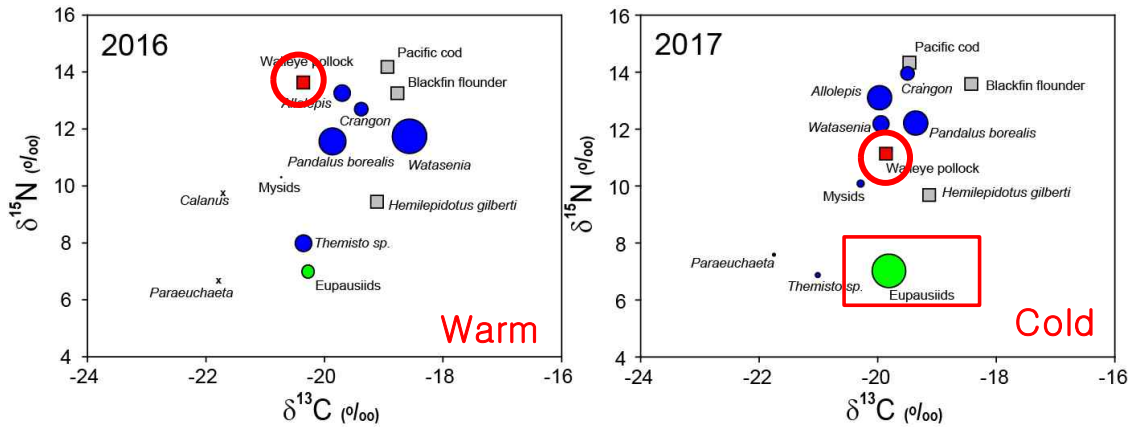 2016
Walleye pollock
Pacific cod
Blackfin flounder
Allolepis
Crangon
Pandalus borealis
Watasenia
Mysids
Calanus
Hemilepidotus gilberti
Themisto sp.
Eupausiids
Paraeuchaeta
Warm
16
14
12
10
8
6
4
-24
-22
-20
-18
-16
δ15N (‰)
δ13C (‰)
2017
Pacific cod
Crangon
Blackfin flounder
Allolepis
Watasenia
Pandalus borealis
Walleye pollock
Mysids
Hemilepidotus gilberti
Paraeuchaeta
Themisto sp.
Eupausiids
Cold
16
14
12
10
8
6
4
-24
-22
-20
-18
-16
δ15N (‰)
δ13C (‰)